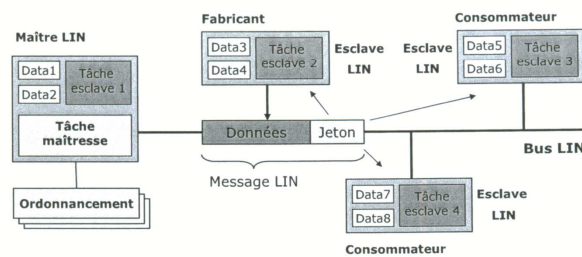 Maître LIN
Data1
Data2
Tâche
esclave 1
Tâche
maîtresse
Ordonnancement
Fabricant
Data3
Data4
Tâche
esclave 2
Esclave
LIN
Données
Jeton
Message LIN
Consommateur
Esclave
LIN
Data5
Data6
Tâche
esclave 3
Bus LIN
Data7
Data8
Tâche
esclave 4
Esclave
LIN
Consommateur